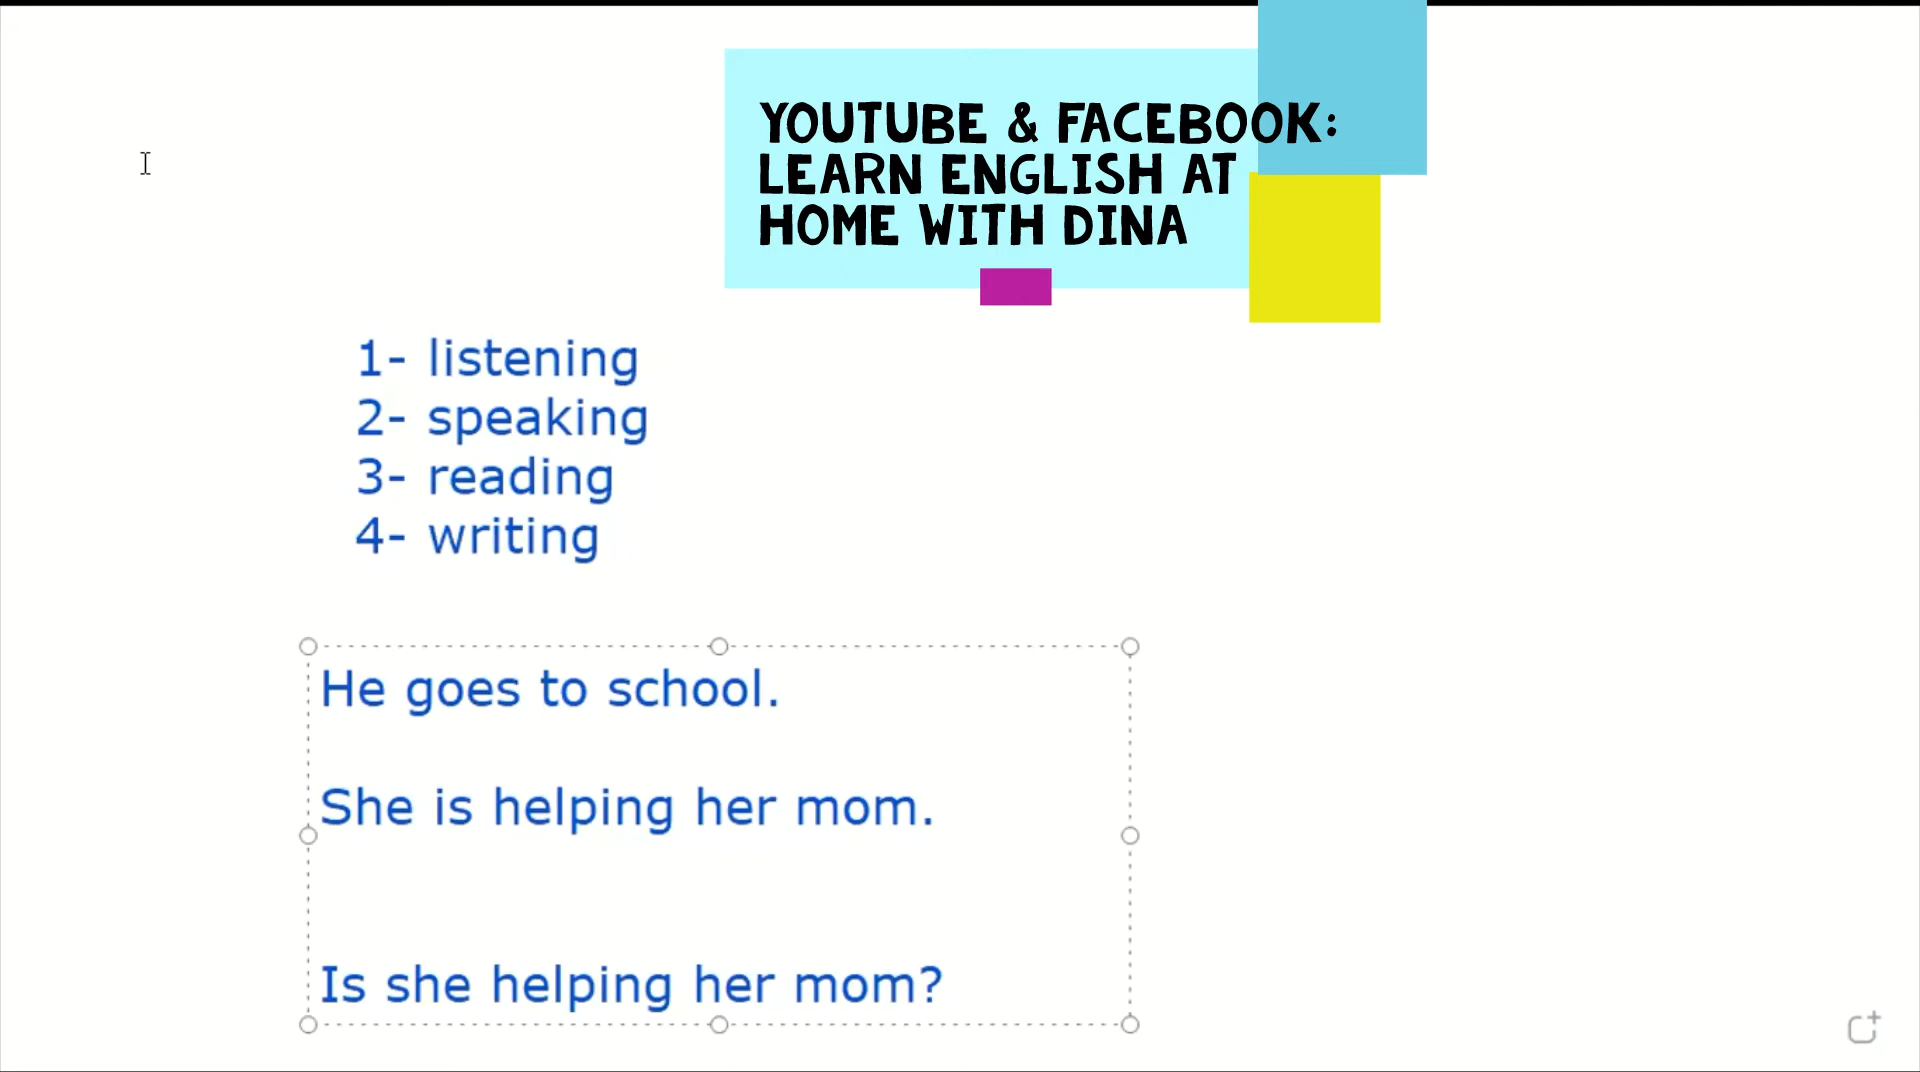 YOUTUBE & FACEBOOK:
LEARN ENGLISH AT
HOME WITH DINA
1- listening
2- speaking
3- reading
4- writing
He goes to school.
She is helping her mom.
Is she helping her mom?